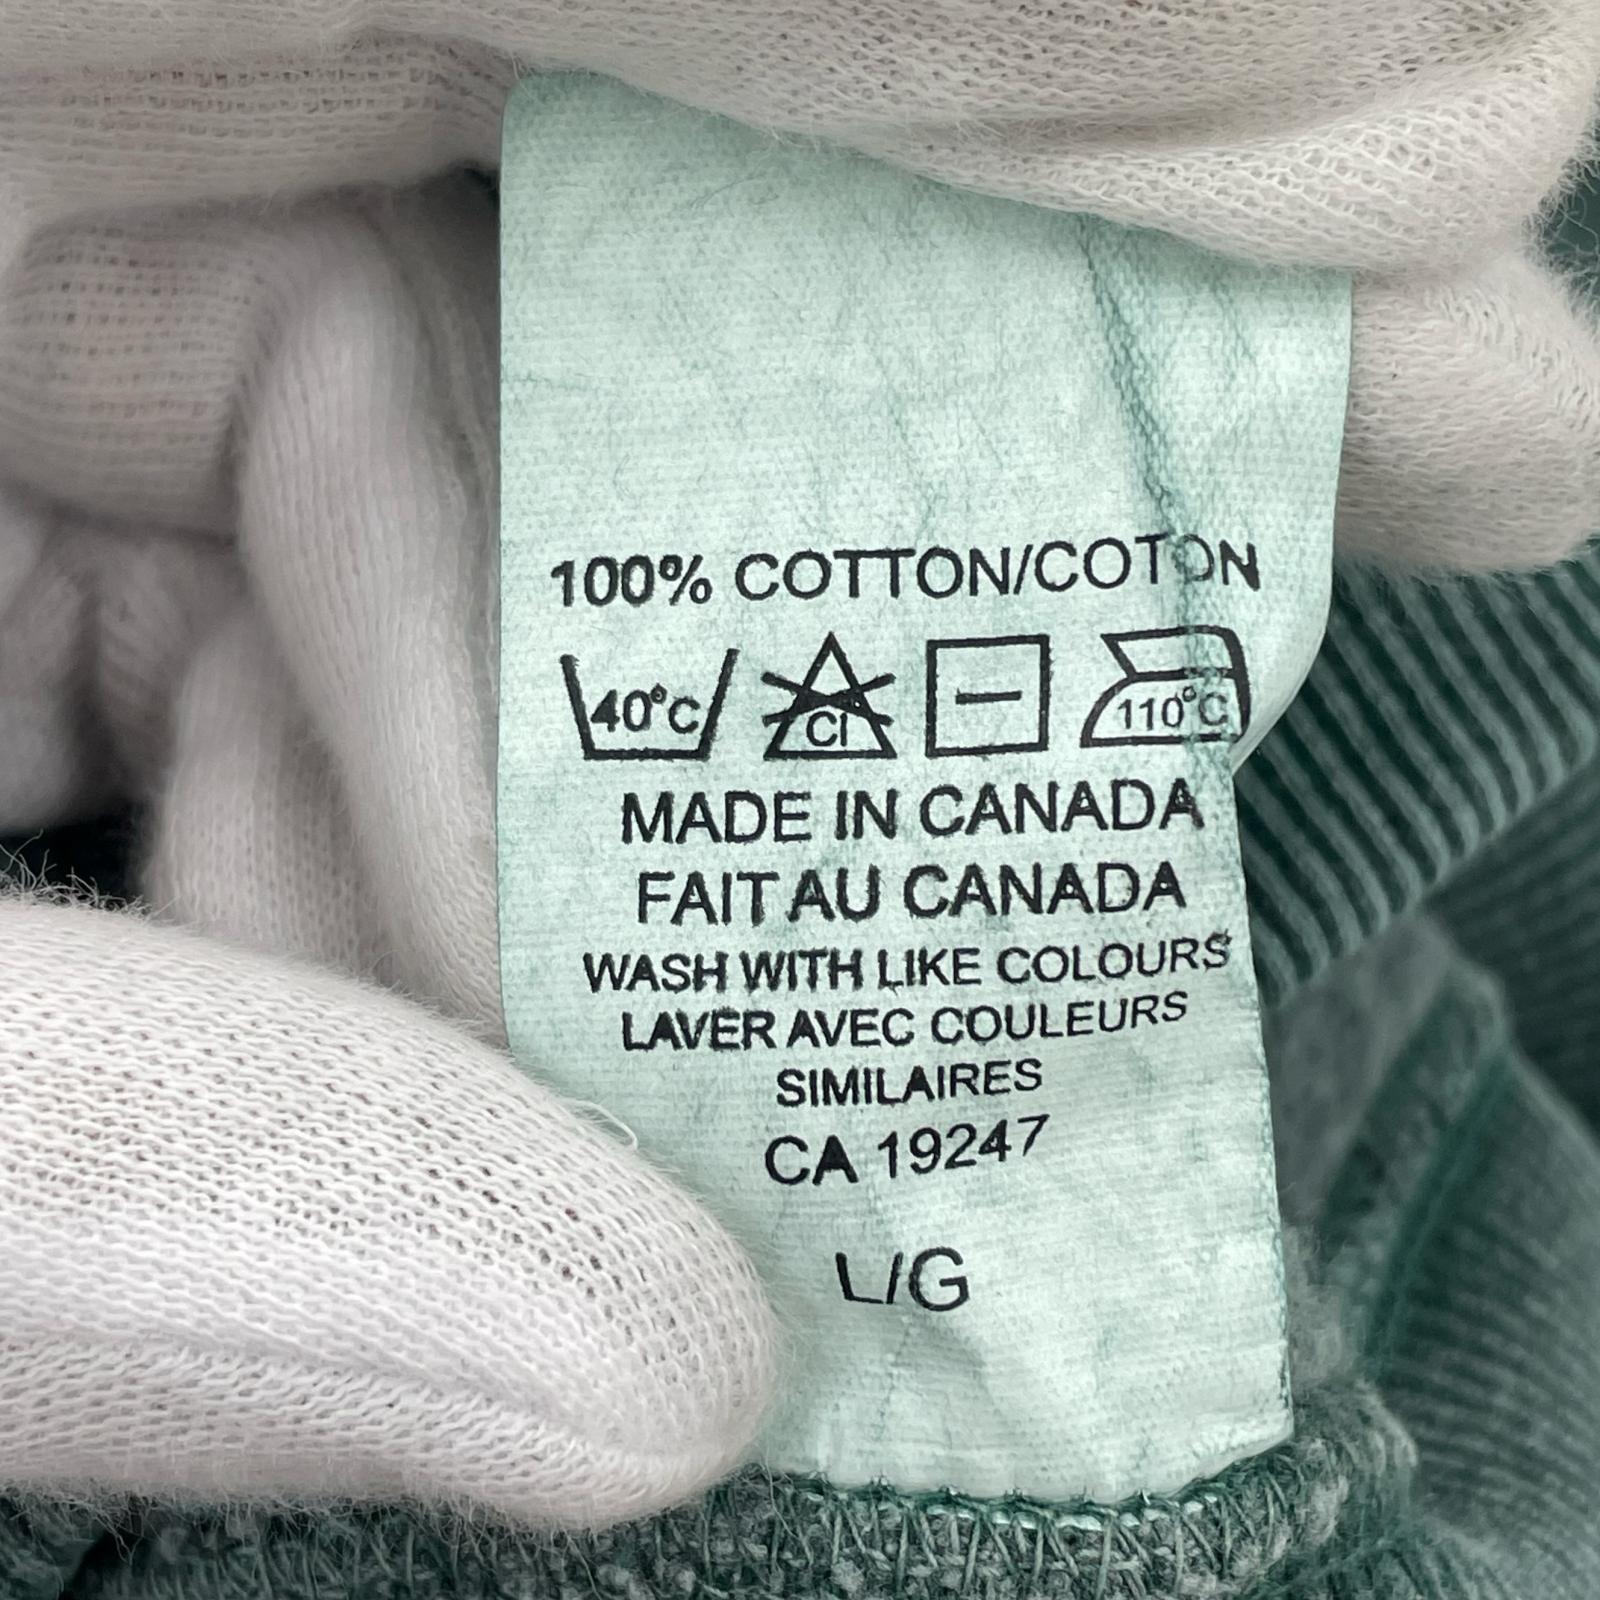 100% COTTON/COTON
40°C Cl 110°C
MADE IN CANADA
FAIT AU CANADA
WASH WITH LIKE COLOURS
LAVER AVEC COULEURS
SIMILAIRES
CA 19247
L/G